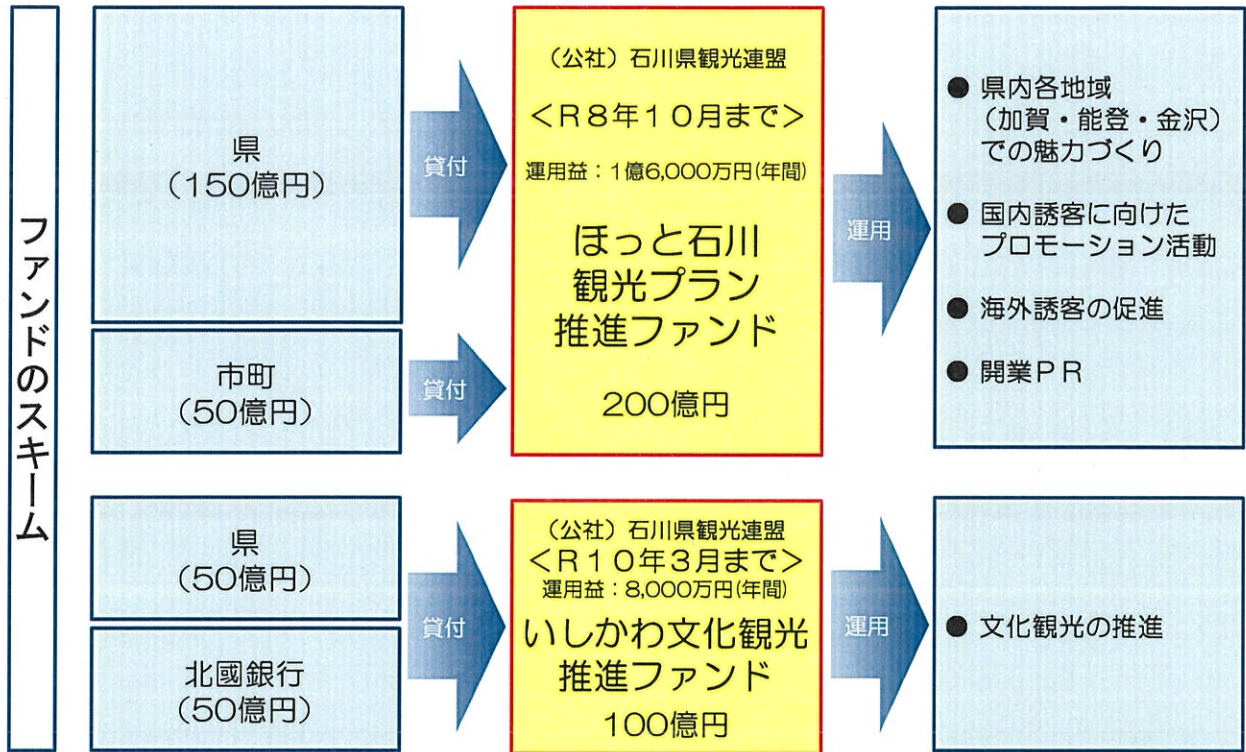 ファンドのスキーム
県
(150億円)
貸付
市町
(50億円)
貸付
(公社)石川県観光連盟
<R8年10月まで>
運用益:1億6,000万円(年間)
ほっと石川
観光プラン
推進ファンド
200億円
運用
● 県内各地域
(加賀・能登・金沢)
での魅力づくり
● 国内誘客に向けた
プロモーション活動
● 海外誘客の促進
● 開業PR
県
(50億円)
北國銀行
(50億円)
貸付
(公社)石川県観光連盟
<R10年3月まで>
運用益:8,000万円(年間)
いしかわ文化観光
推進ファンド
100億円
運用
● 文化観光の推進